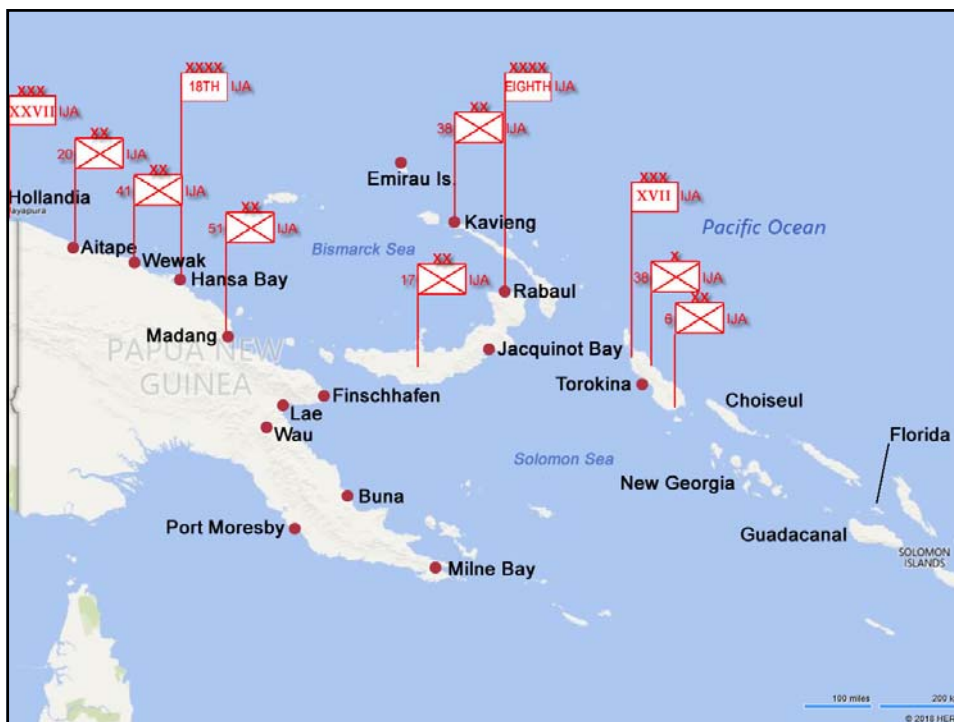 XXXX
18TH IJA
XXXX
EIGHTH IJA
XXX
XXVII IJA
XX
38 IJA
XX
20 IJA
Emirau Is.
XX
41 IJA
XXX
XVII IJA
Hollandia
Jayapura
XX
51 IJA
Kavieng
Pacific Ocean
Aitape
Bismarck Sea
Wewak
XX
17 IJA
X
38 IJA
Hansa Bay
Rabaul
XX
6 IJA
Madang
Jacquinot Bay
PAPUA NEW
GUINEA
Torokina
Finschhafen
Choiseul
Lae
Wau
Florida
Solomon Sea
New Georgia
Buna
Port Moresby
Guadacanal
SOLOMON
ISLANDS
Milne Bay
100 miles
200 k
© 2010 HER